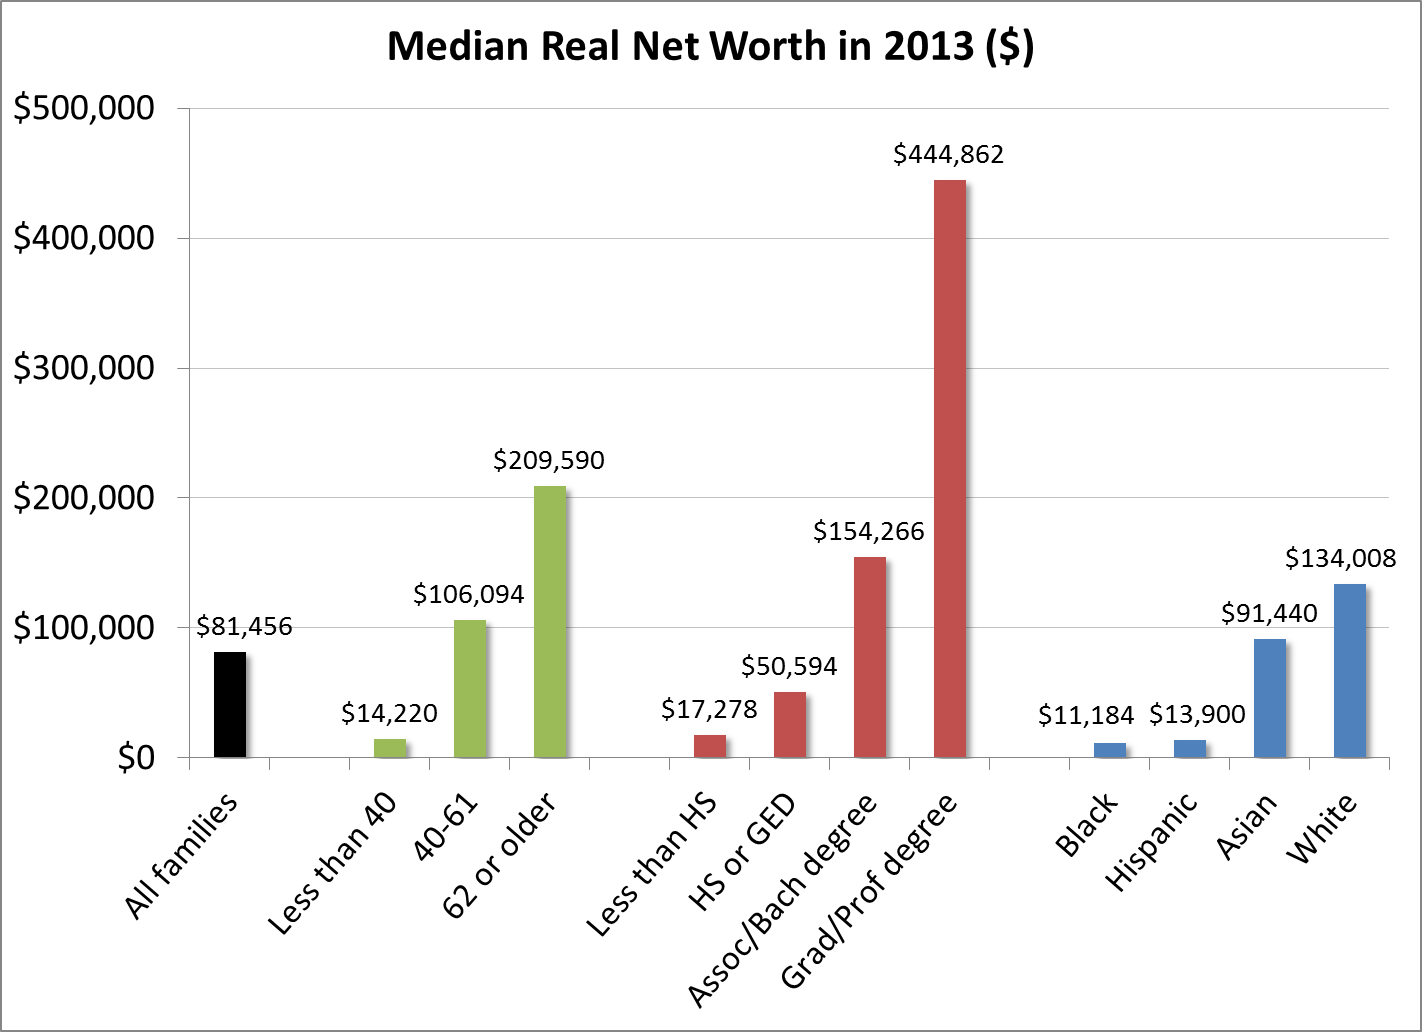 Median Real Net Worth in 2013 ($)
$500,000
$400,000
$300,000
$200,000
$100,000
$0
$81,456
$14,220
$106,094
$209,590
$17,278
$50,594
$154,266
$444,862
$11,184
$13,900
$91,440
$134,008
All families
Less than 40
40-61
62 or older
Less than HS
HS or GED
Assoc/Bach degree
Grad/Prof degree
Black
Hispanic
Asian
White